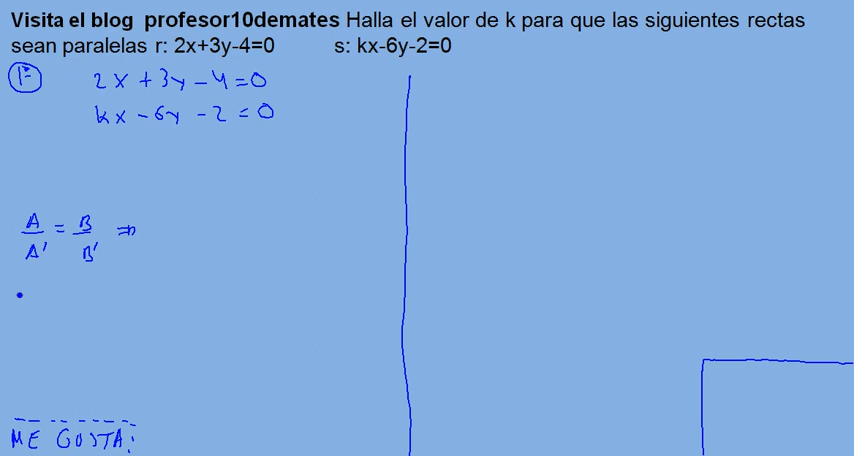 Visita el blog profesor10demates Halla el valor de k para que las siguientes rectas
sean paralelas r: 2x+3y-4=0 s: kx-6y-2=0
1º 2x+3y-4=0
kx-6y-2=0
A/A' = B/B' ⇒
ME GUSTA: